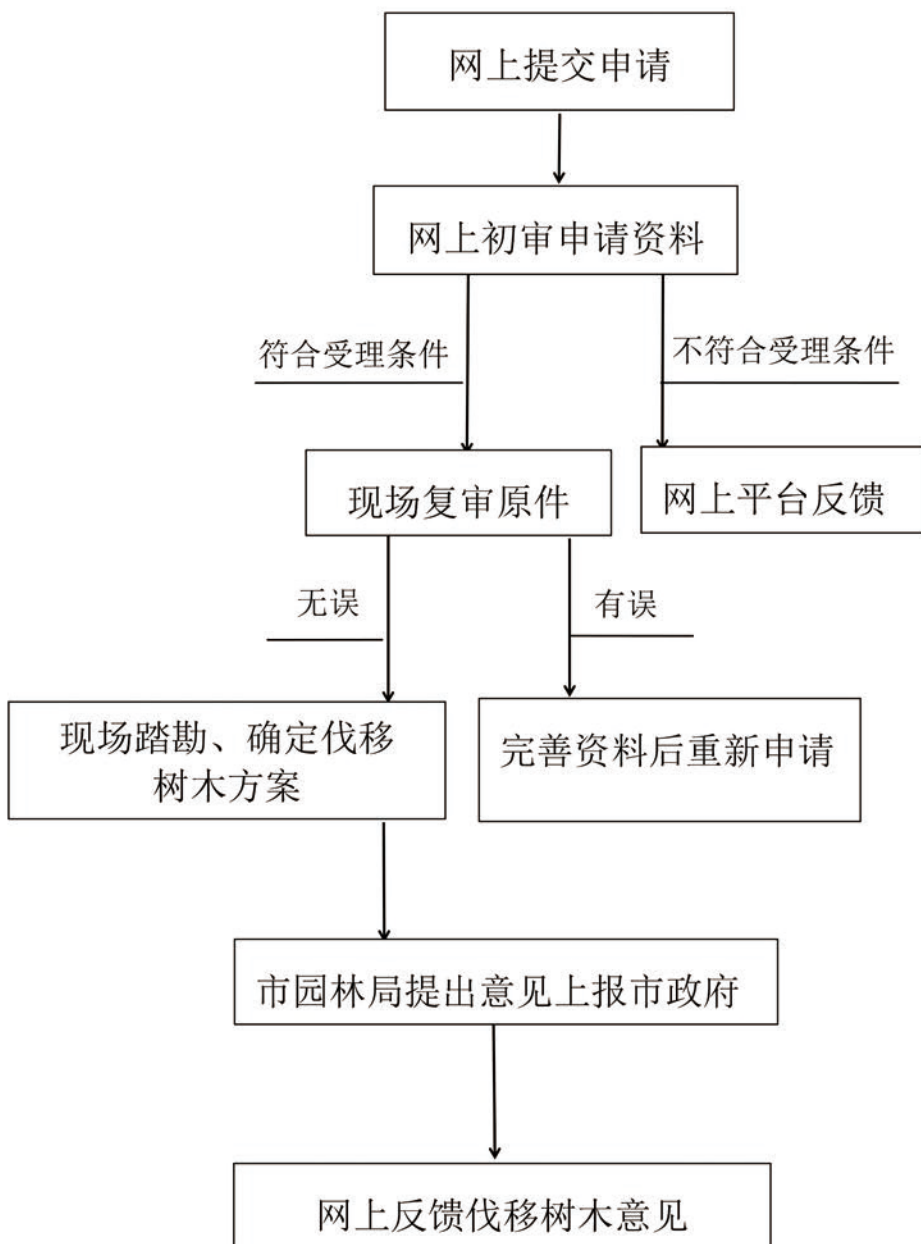 网上提交申请
网上初审申请资料
符合受理条件
不符合受理条件
现场复审原件
网上平台反馈
无误
有误
现场踏勘、确定伐移
树木方案
完善资料后重新申请
市园林局提出意见上报市政府
网上反馈伐移树木意见